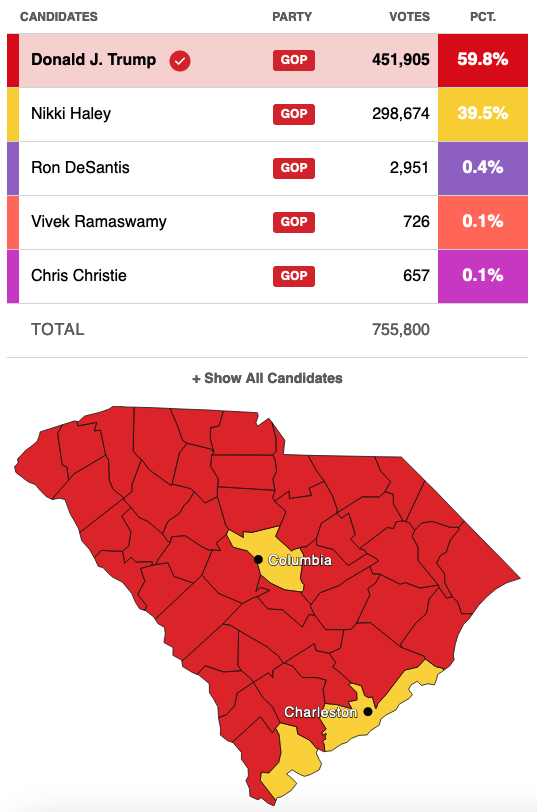 CANDIDATES PARTY VOTES PCT.
Donald J. Trump GOP 451,905 59.8%
Nikki Haley GOP 298,674 39.5%
Ron DeSantis GOP 2,951 0.4%
Vivek Ramaswamy GOP 726 0.1%
Chris Christie GOP 657 0.1%
TOTAL 755,800
+ Show All Candidates
Columbia
Charleston